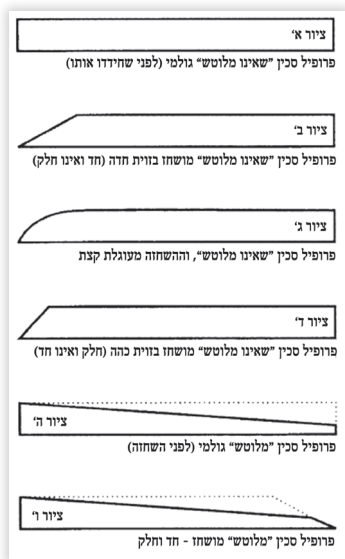 ציור א'
פרופיל סכין "שאינו מלוטש" גולמי (לפני שחידדו אותו)
ציור ב'
פרופיל סכין "שאינו מלוטש" מושחז בזוית חדה (חד ואינו חלק)
ציור ג'
פרופיל סכין "שאינו מלוטש", וההשחזה מעוגלת קצת
ציור ד'
פרופיל סכין "שאינו מלוטש" מושחז בזוית כהה (חלק ואינו חד)
ציור ה'
פרופיל סכין "מלוטש" גולמי (לפני השחזה)
ציור ו'
פרופיל סכין "מלוטש" מושחז - חד וחלק